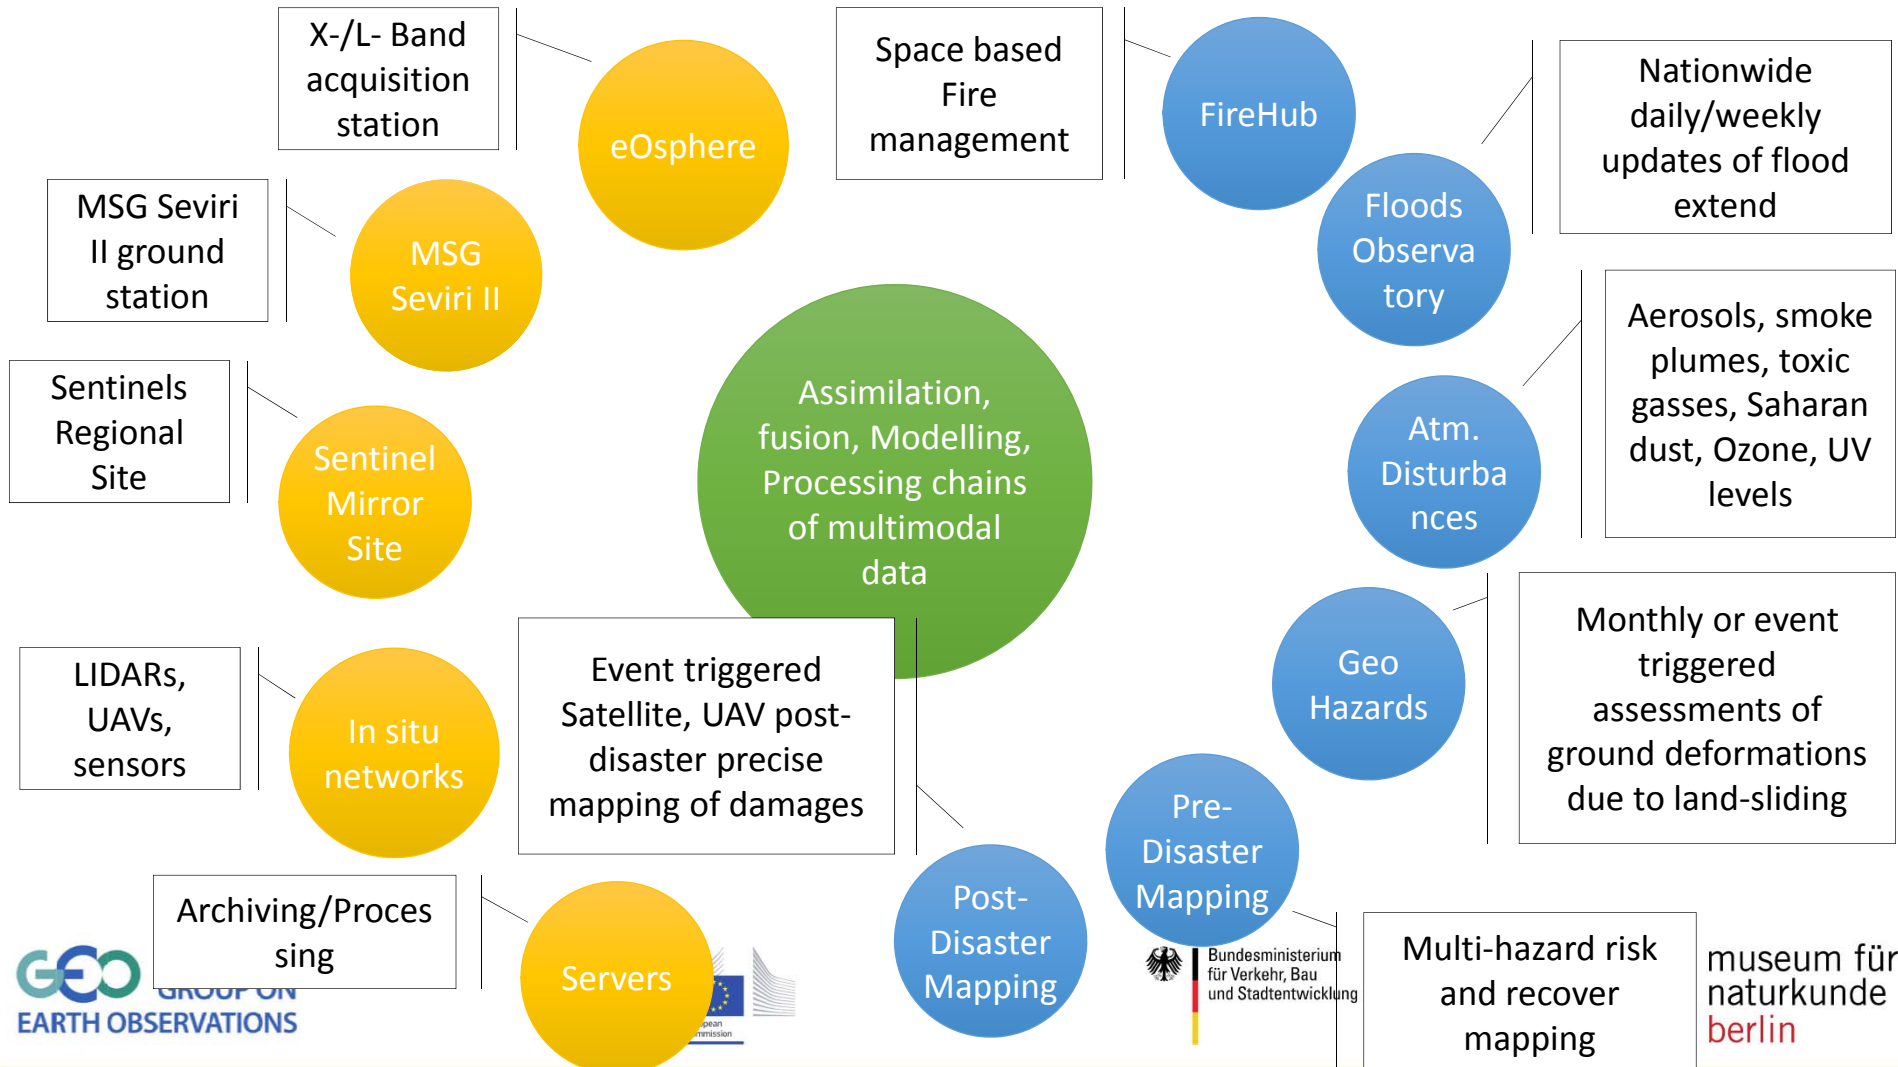 X-/L- Band
acquisition
station
eOsphere
Space based
Fire
management
FireHub
Nationwide
daily/weekly
updates of flood
extend
MSG Seviri
II ground
station
MSG
Seviri II
Floods
Observa
tory
Sentinels
Regional
Site
Sentinel
Mirror
Site
Assimilation,
fusion, Modelling,
Processing chains
of multimodal
data
Aerosols, smoke
plumes, toxic
gasses, Saharan
dust, Ozone, UV
levels
Atm.
Disturba
nces
LIDARs,
UAVs,
sensors
In situ
networks
Event triggered
Satellite, UAV post-
disaster precise
mapping of damages
Geo
Hazards
Monthly or event
triggered
assessments of
ground deformations
due to land-sliding
Archiving/Proces
sing
Servers
Post-
Disaster
Mapping
Pre-
Disaster
Mapping
Multi-hazard risk
and recover
mapping
GEO
GROUP ON
EARTH OBSERVATIONS
Bundesministerium
für Verkehr, Bau
und Stadtentwicklung
museum für
naturkunde
berlin